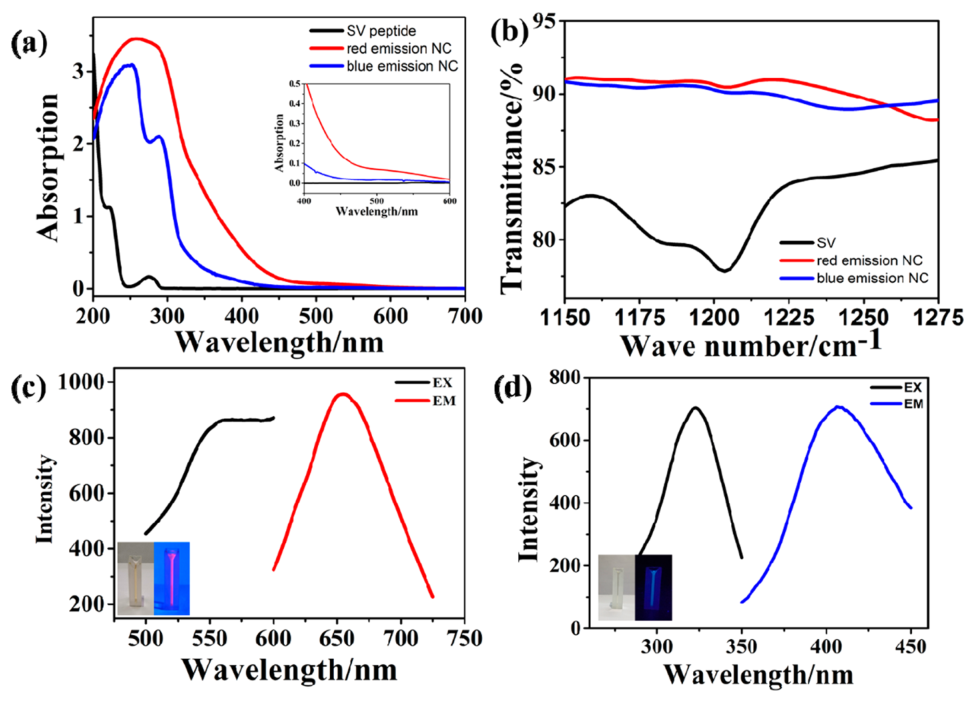 (a)
SV peptide
red emission NC
blue emission NC
3
2
1
0
Absorption
200 300 400 500 600 700
Wavelength/nm
0.5
0.4
0.3
0.2
0.1
0.0
Absorption
400 500 600
Wavelength/nm
(b)
95
90
85
80
Transmittance/%
SV
red emission NC
blue emission NC
1150 1175 1200 1225 1250 1275
Wave number/cm-1
(c)
1000
800
600
400
200
Intensity
EX
EM
500 550 600 650 700 750
Wavelength/nm
(d)
800
600
400
200
0
Intensity
EX
EM
300 350 400 450
Wavelength/nm